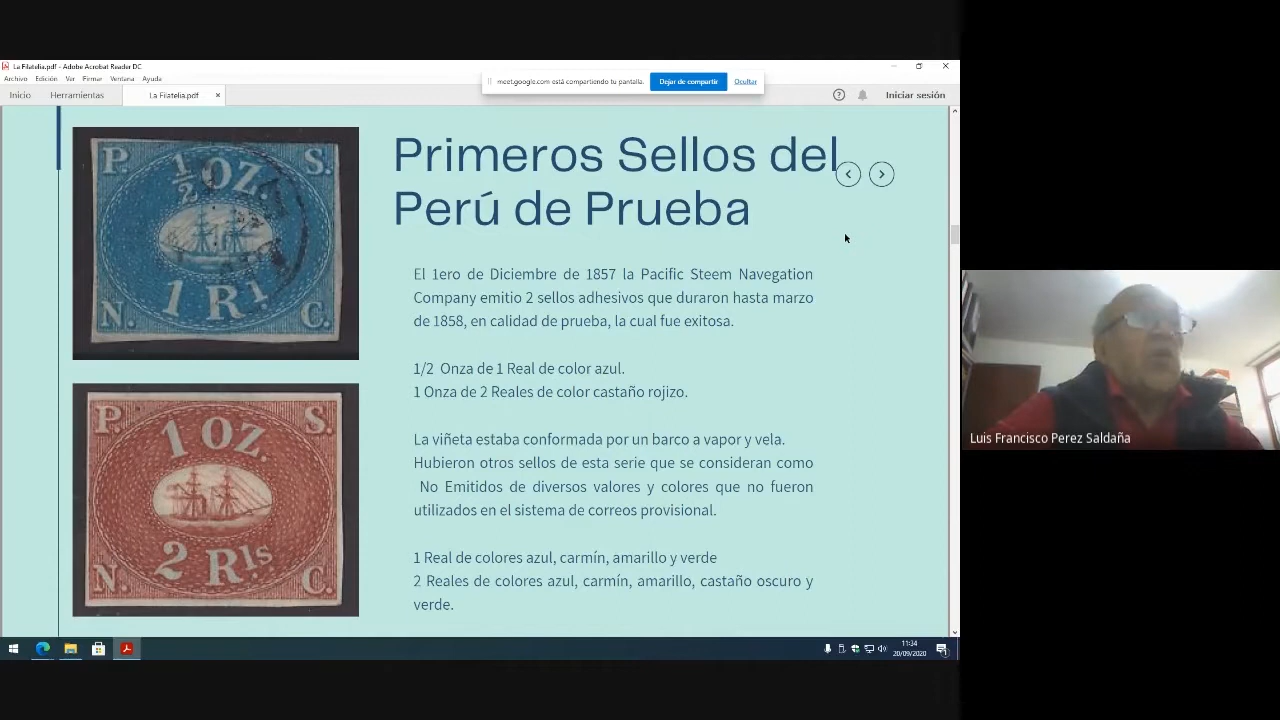 La Filatelia.pdf - Adobe Acrobat Reader DC
Archivo Edición Ver Firmar Ventana Ayuda
meet.google.com está compartiendo tu pantalla. Dejar de compartir Ocultar
Inicio Herramientas La Filatelia.pdf × Iniciar sesión
P. S.
1/2 OZ.
1 Rl
N. C.
P. S.
1 OZ.
2 Rls
N. C.
Primeros Sellos del
Perú de Prueba
El 1ero de Diciembre de 1857 la Pacific Steem Navegation
Company emitio 2 sellos adhesivos que duraron hasta marzo
de 1858, en calidad de prueba, la cual fue exitosa.
1/2 Onza de 1 Real de color azul.
1 Onza de 2 Reales de color castaño rojizo.
La viñeta estaba conformada por un barco a vapor y vela.
Hubieron otros sellos de esta serie que se consideran como
No Emitidos de diversos valores y colores que no fueron
utilizados en el sistema de correos provisional.
1 Real de colores azul, carmín, amarillo y verde
2 Reales de colores azul, carmín, amarillo, castaño oscuro y
verde.
Luis Francisco Perez Saldaña
11:34
20/09/2020